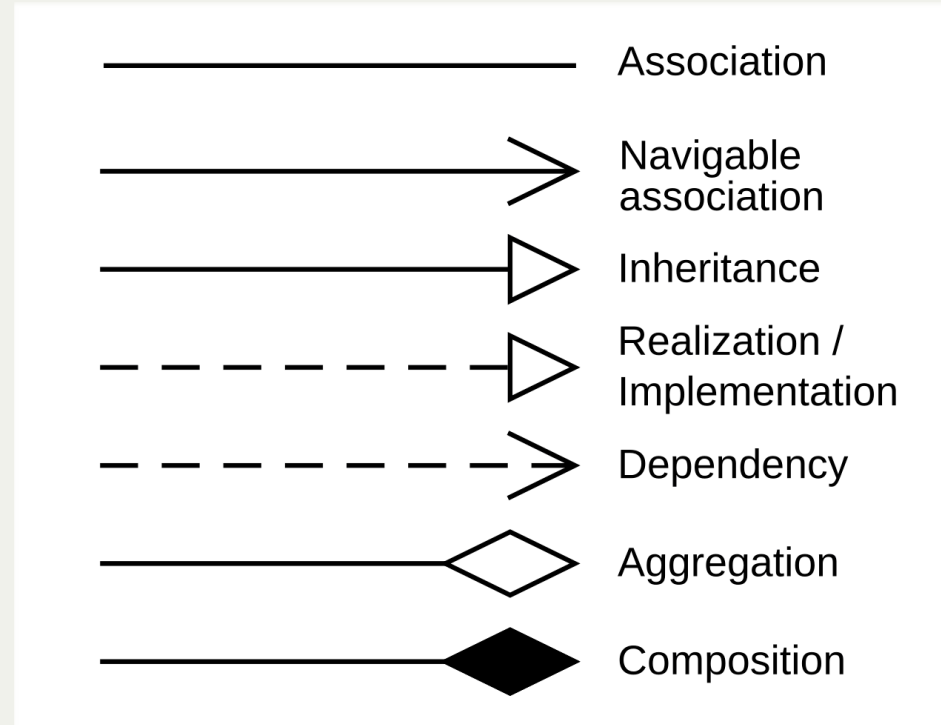 Association
Navigable
association
Inheritance
Realization /
Implementation
Dependency
Aggregation
Composition